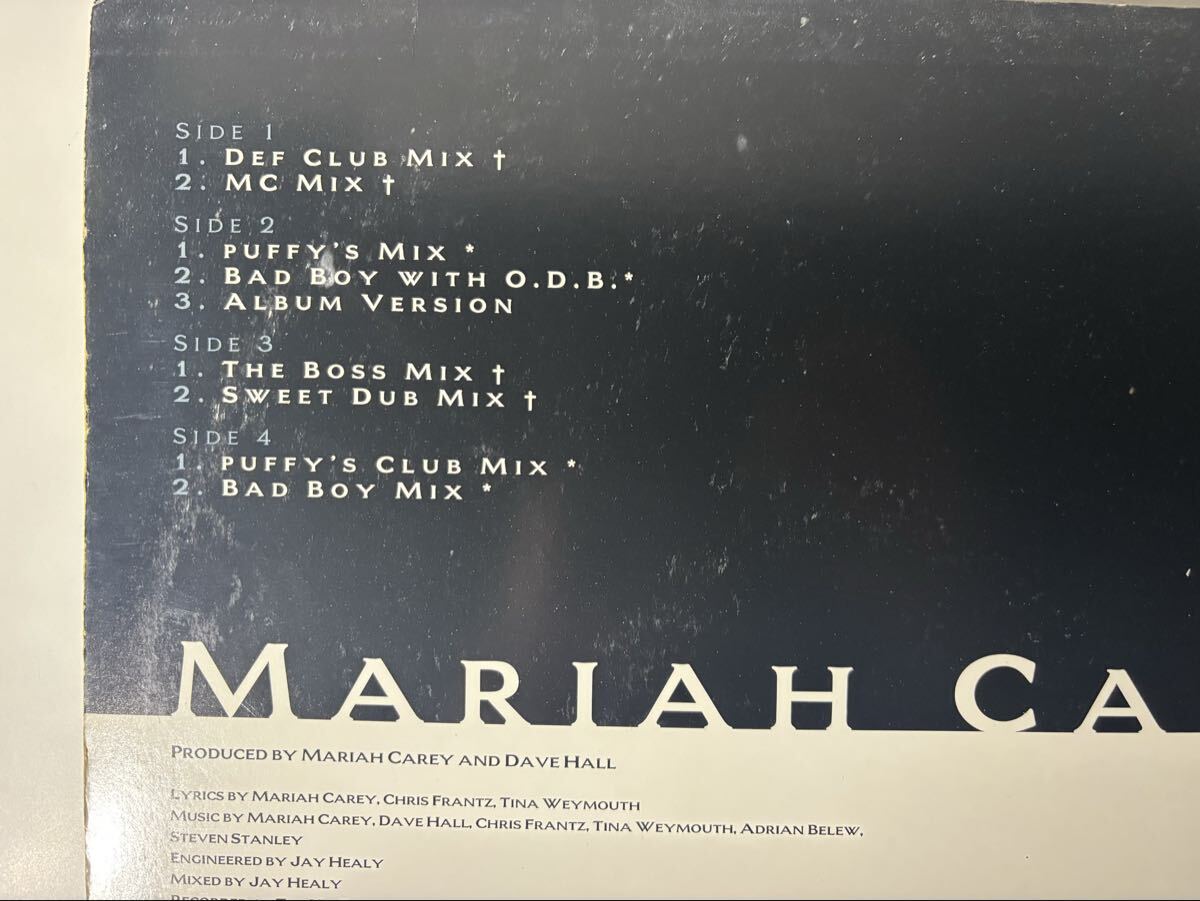 SIDE 1
1. DEF CLUB MIX †
2. MC MIX †
SIDE 2
1. PUFFY'S MIX *
2. BAD BOY WITH O.D.B.*
3. ALBUM VERSION
SIDE 3
1. THE BOSS MIX †
2. SWEET DUB MIX †
SIDE 4
1. PUFFY'S CLUB MIX *
2. BAD BOY MIX *
MARIAH CA
PRODUCED BY MARIAH CAREY AND DAVE HALL
LYRICS BY MARIAH CAREY, CHRIS FRANTZ, TINA WEYMOUTH
MUSIC BY MARIAH CAREY, DAVE HALL, CHRIS FRANTZ, TINA WEYMOUTH, ADRIAN BELEW,
STEVEN STANLEY
ENGINEERED BY JAY HEALY
MIXED BY JAY HEALY